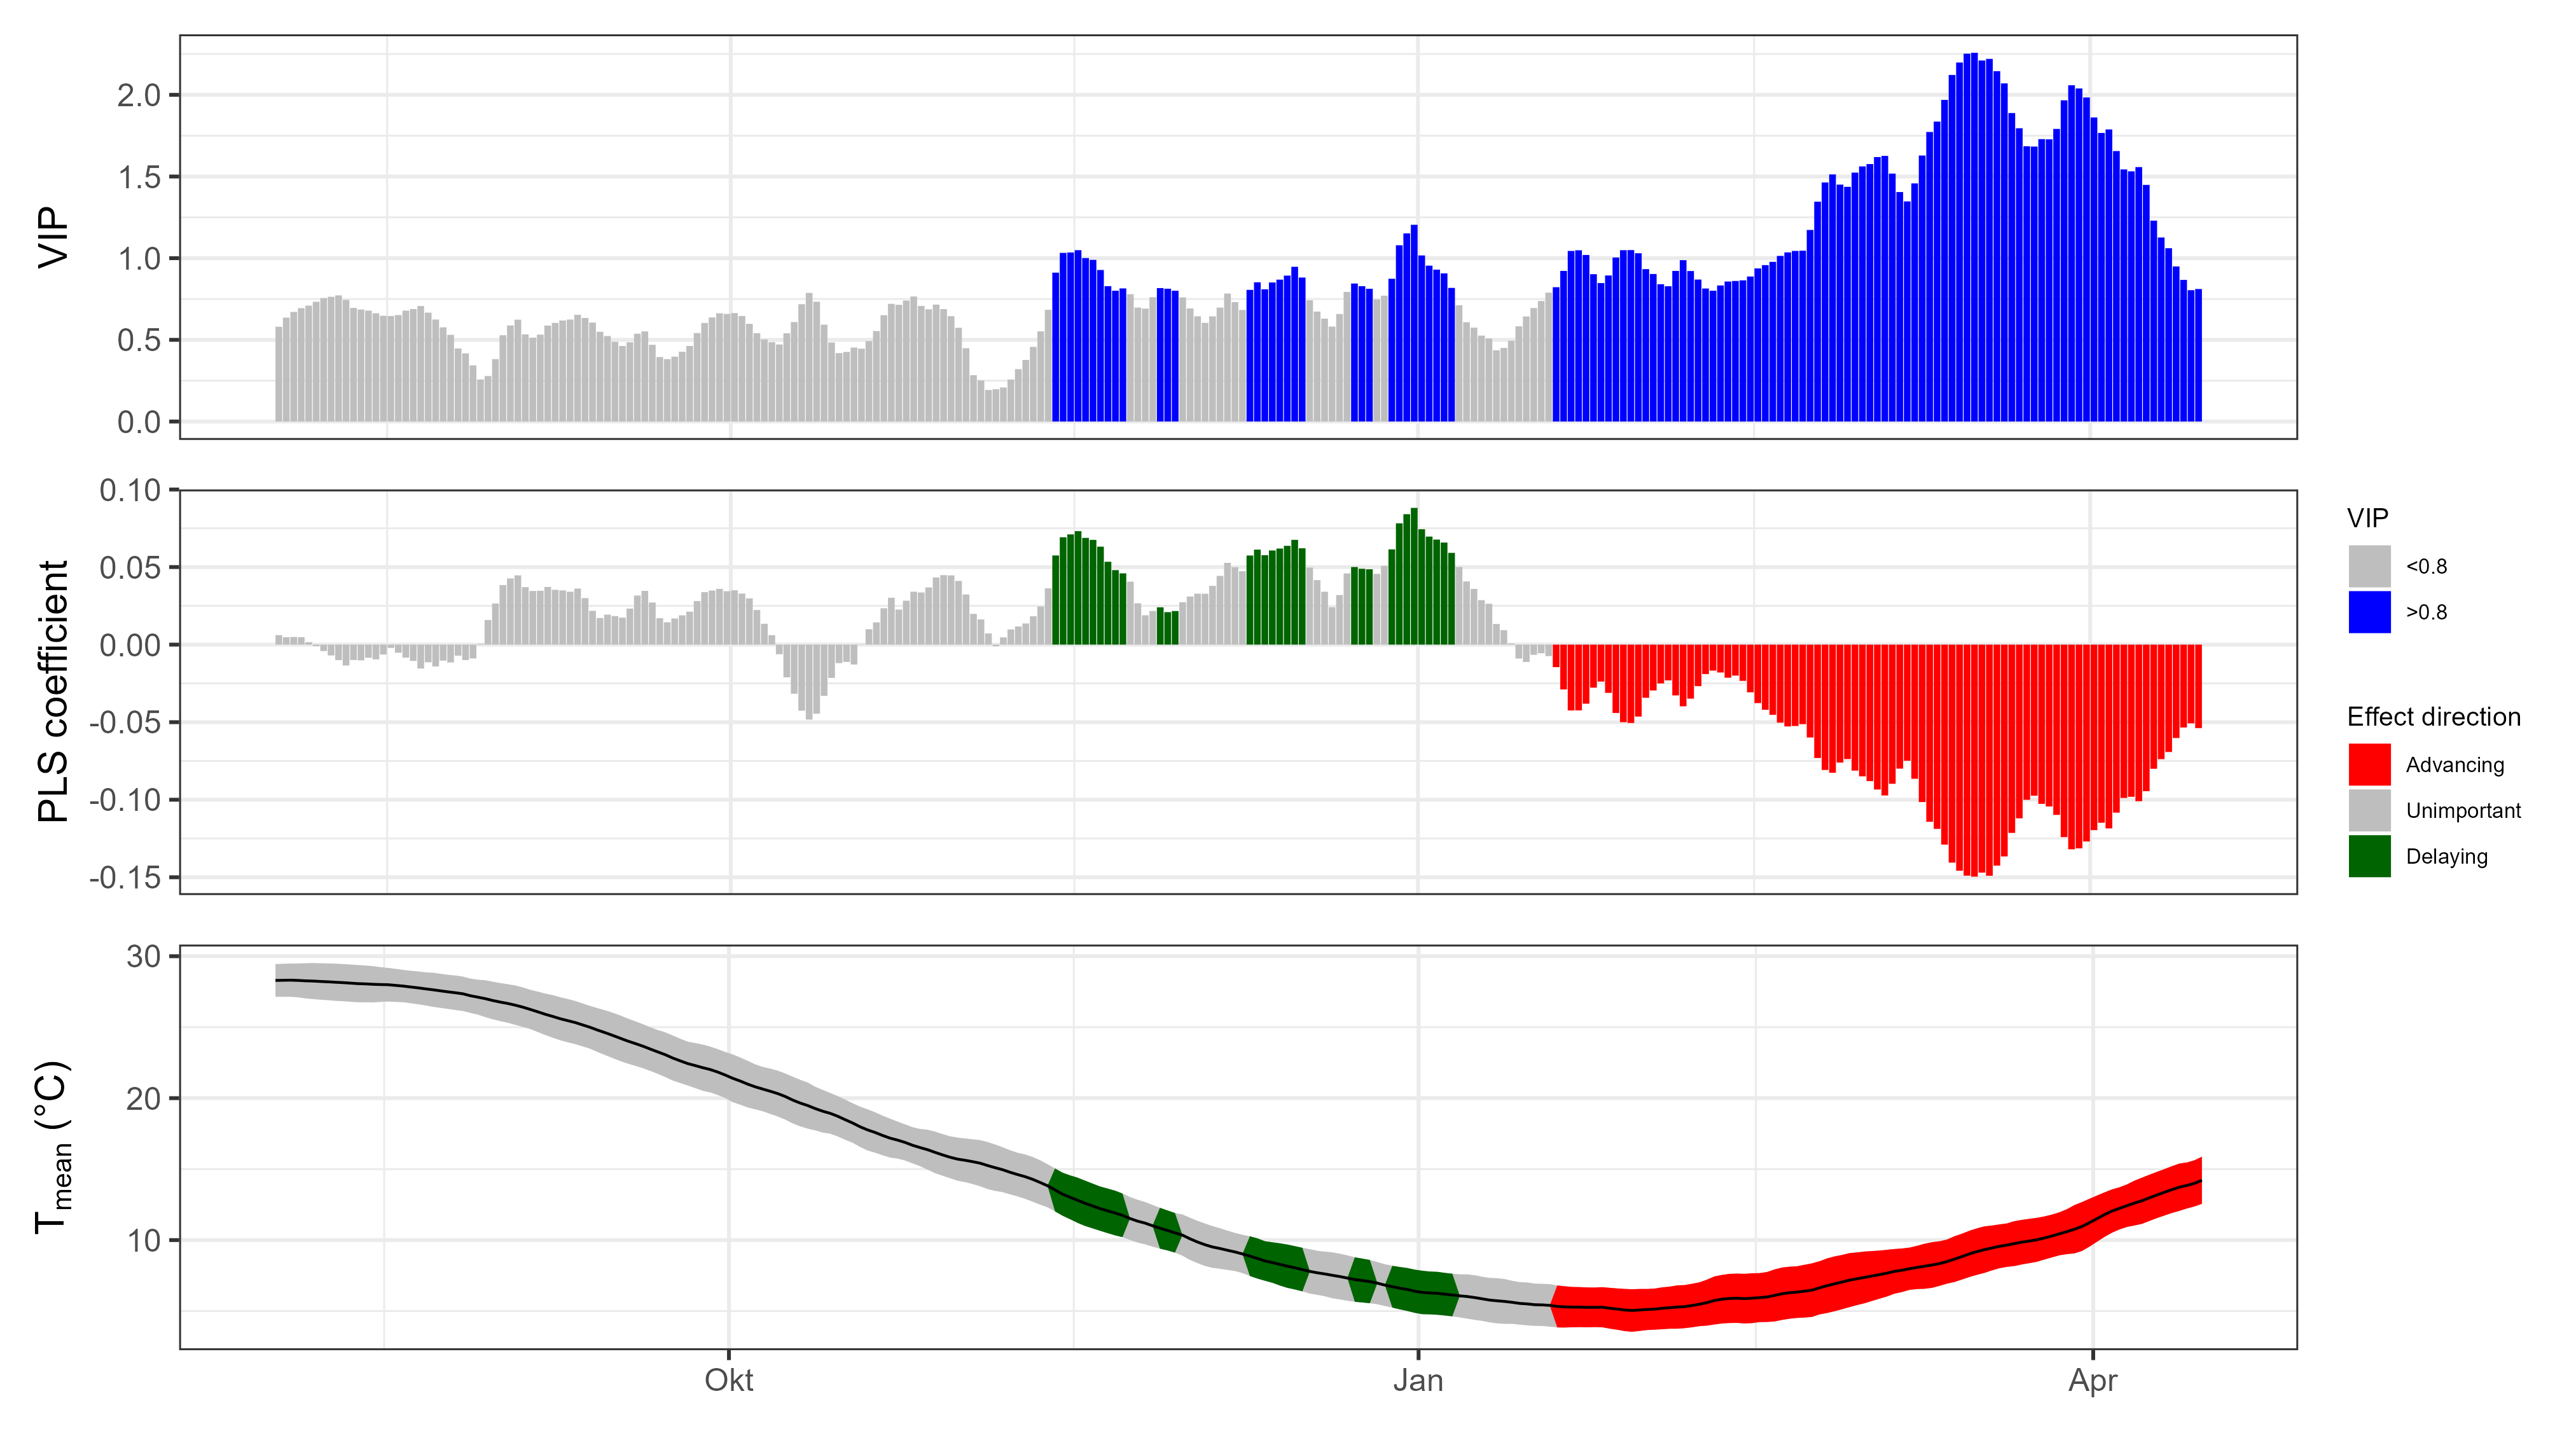 VIP
2.0
1.5
1.0
0.5
0.0
PLS coefficient
0.10
0.05
0.00
-0.05
-0.10
-0.15
VIP
<0.8
>0.8
Effect direction
Advancing
Unimportant
Delaying
Tmean (°C)
30
20
10
Okt Jan Apr